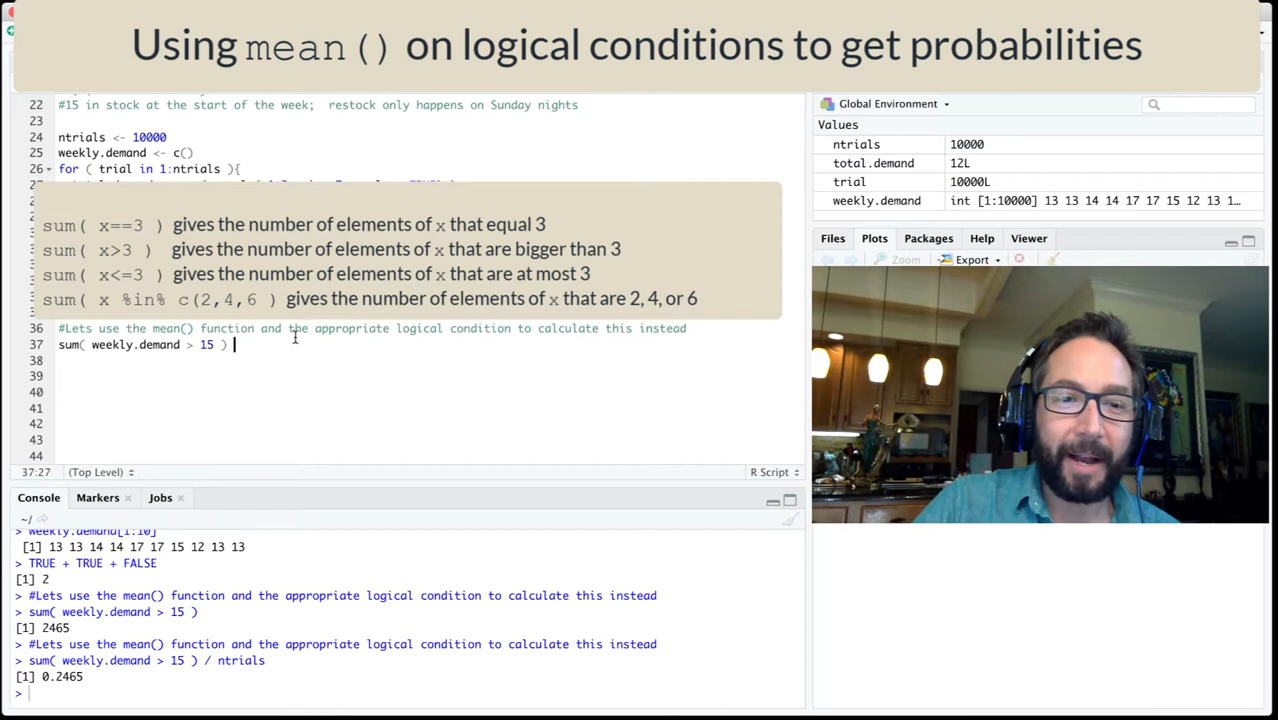 Using mean() on logical conditions to get probabilities
22 #15 in stock at the start of the week;  restock only happens on Sunday nights
23
24 ntrials <- 10000
25 weekly.demand <- c()
26 for ( trial in 1:ntrials ){
sum( x==3 ) gives the number of elements of x that equal 3
sum( x>3 ) gives the number of elements of x that are bigger than 3
sum( x<=3 ) gives the number of elements of x that are at most 3
sum( x %in% c(2,4,6 ) gives the number of elements of x that are 2, 4, or 6
36 #Lets use the mean() function and the appropriate logical condition to calculate this instead
37 sum( weekly.demand > 15 )
38
39
40
41
42
43
44
37:27 (Top Level) R Script
Console Markers Jobs
~/
> weekly.demand[1:10]
[1] 13 13 14 14 17 17 15 12 13 13
> TRUE + TRUE + FALSE
[1] 2
> #Lets use the mean() function and the appropriate logical condition to calculate this instead
> sum( weekly.demand > 15 )
[1] 2465
> #Lets use the mean() function and the appropriate logical condition to calculate this instead
> sum( weekly.demand > 15 ) / ntrials
[1] 0.2465
>
Global Environment
Values
ntrials 10000
total.demand 12L
trial 10000L
weekly.demand int [1:10000] 13 13 14 14 17 17 15 12 13 1...
Files Plots Packages Help Viewer
Zoom Export